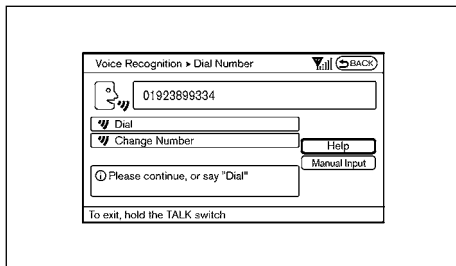 Voice Recognition ▸ Dial Number
BACK
01923899334
Dial
Change Number
Help
Manual Input
Please continue, or say "Dial"
To exit, hold the TALK switch